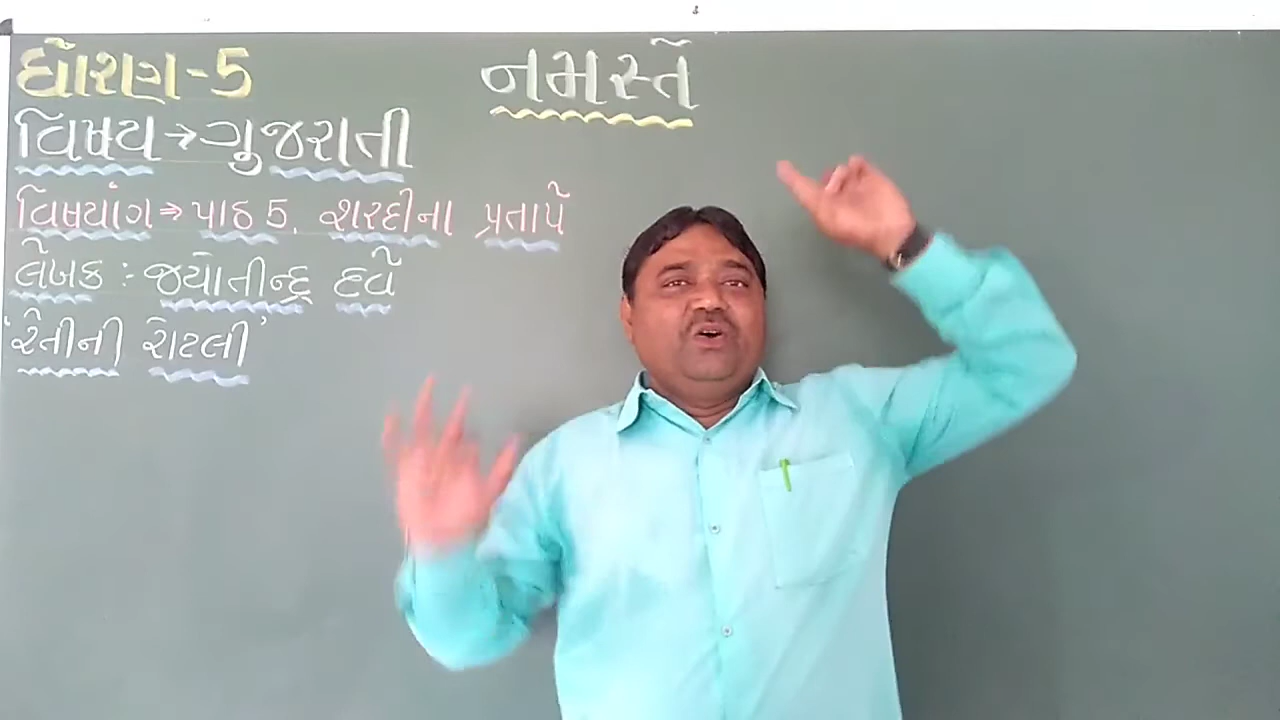 ધોરણ-5
નમસ્તે
વિષય→ગુજરાતી
વિષયાંગ⇒પાઠ 5. શરદીના પ્રતાપે
લેખક :- જ્યોતીન્દ્ર દવે
'રેતીની રોટલી'